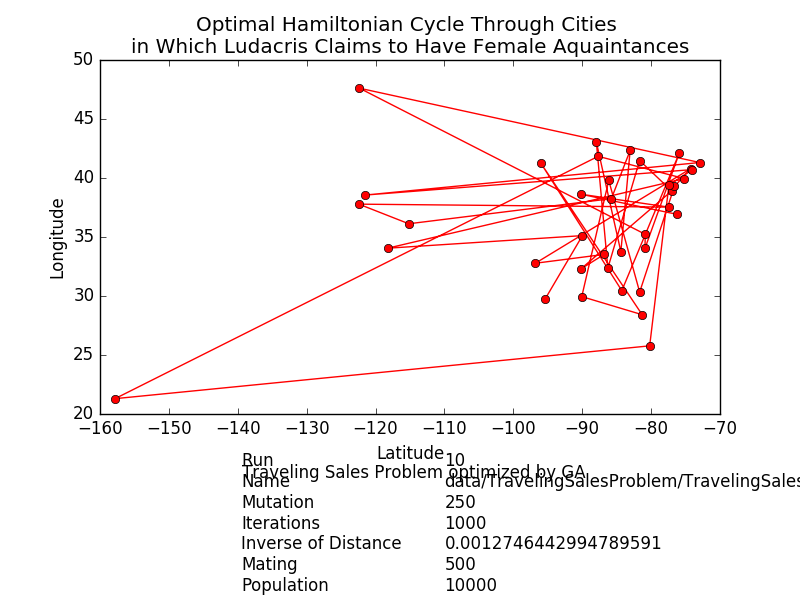 Optimal Hamiltonian Cycle Through Cities
in Which Ludacris Claims to Have Female Aquaintances
50
45
40
35
30
25
20
Longitude
−160 −150 −140 −130 −120 −110 −100 −90 −80 −70
Latitude
Run 10
Traveling Sales Problem optimized by GA
Name data/TravelingSalesProblem/TravelingSales
Mutation 250
Iterations 1000
Inverse of Distance 0.0012746442994789591
Mating 500
Population 10000